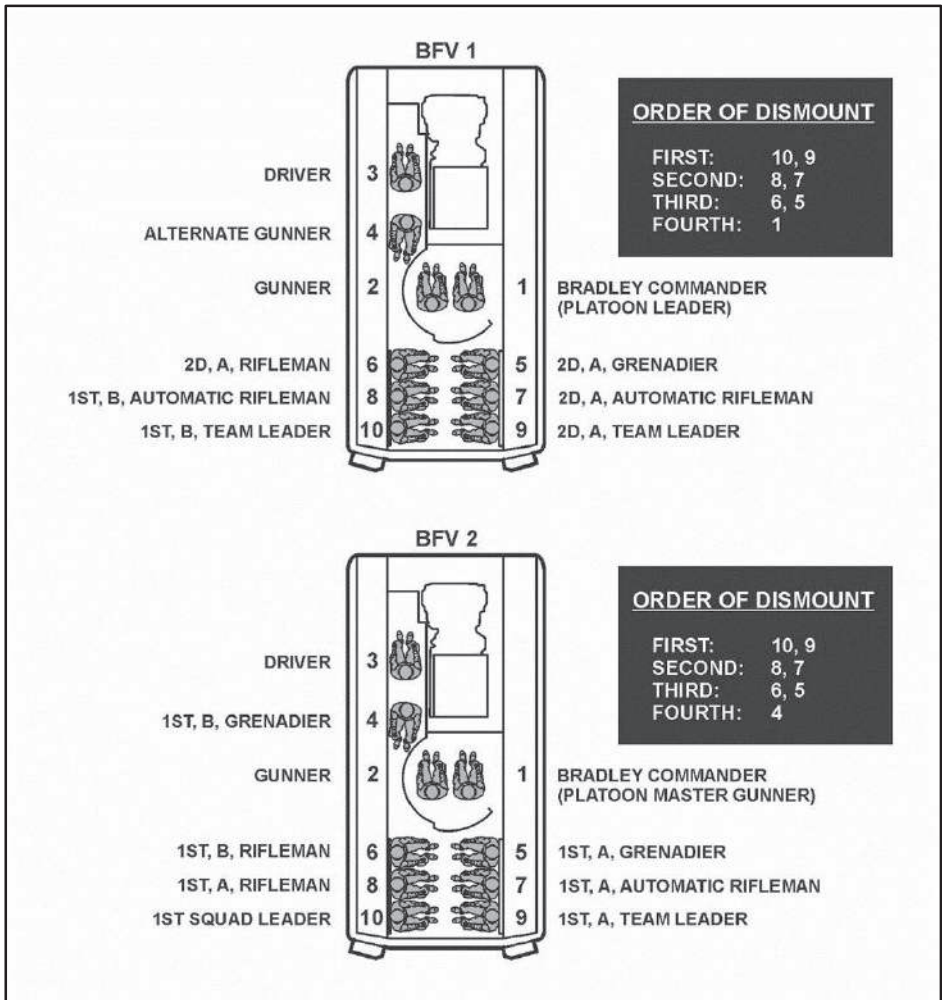 BFV 1
ORDER OF DISMOUNT
FIRST: 10, 9
SECOND: 8, 7
THIRD: 6, 5
FOURTH: 1
DRIVER 3
ALTERNATE GUNNER 4
GUNNER 2
1 BRADLEY COMMANDER
(PLATOON LEADER)
2D, A, RIFLEMAN 6
5 2D, A, GRENADIER
1ST, B, AUTOMATIC RIFLEMAN 8
7 2D, A, AUTOMATIC RIFLEMAN
1ST, B, TEAM LEADER 10
9 2D, A, TEAM LEADER
BFV 2
ORDER OF DISMOUNT
FIRST: 10, 9
SECOND: 8, 7
THIRD: 6, 5
FOURTH: 4
DRIVER 3
1ST, B, GRENADIER 4
GUNNER 2
1 BRADLEY COMMANDER
(PLATOON MASTER GUNNER)
1ST, B, RIFLEMAN 6
5 1ST, A, GRENADIER
1ST, A, RIFLEMAN 8
7 1ST, A, AUTOMATIC RIFLEMAN
1ST SQUAD LEADER 10
9 1ST, A, TEAM LEADER